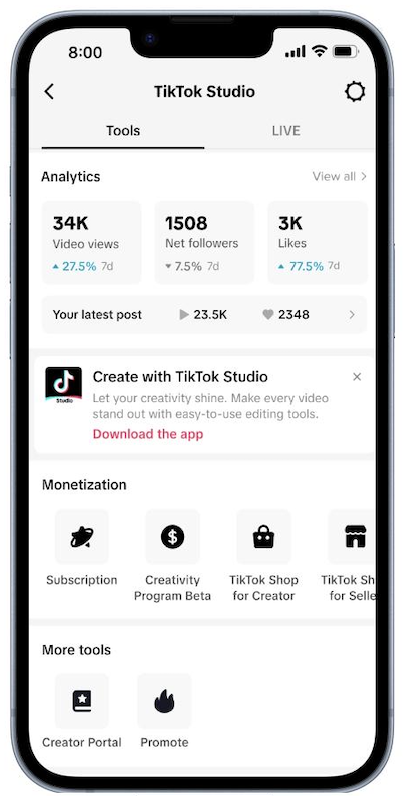 8:00
TikTok Studio
Tools LIVE
Analytics View all
34K 1508 3K
Video views Net followers Likes
27.5% 7d 7.5% 7d 77.5% 7d
Your latest post 23.5K 2348
Studio
Create with TikTok Studio
Let your creativity shine. Make every video
stand out with easy-to-use editing tools.
Download the app
Monetization
Subscription Creativity TikTok Shop TikTok Sh
Program Beta for Creator for Selle
More tools
Creator Portal Promote